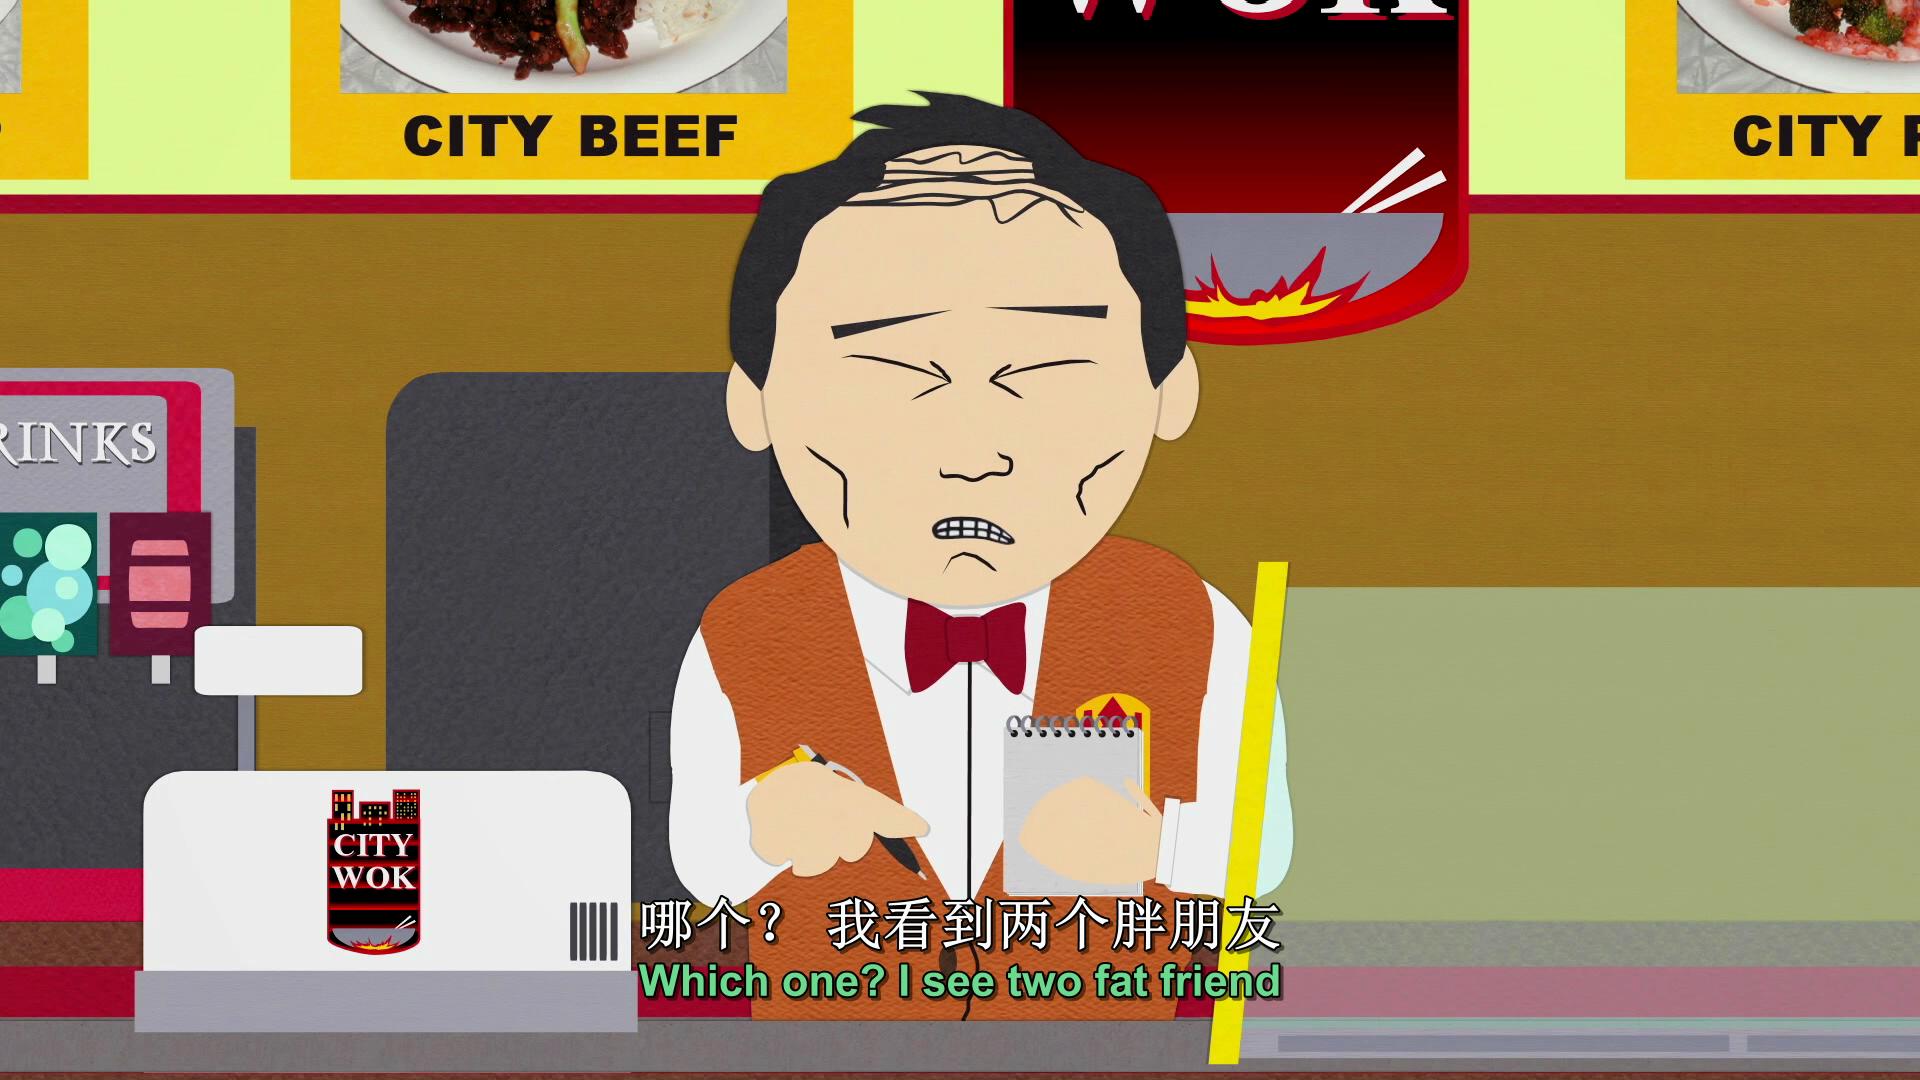 WOK
CITY BEEF
CITY
RINKS
CITY
WOK
哪个? 我看到两个胖朋友
Which one? I see two fat friend